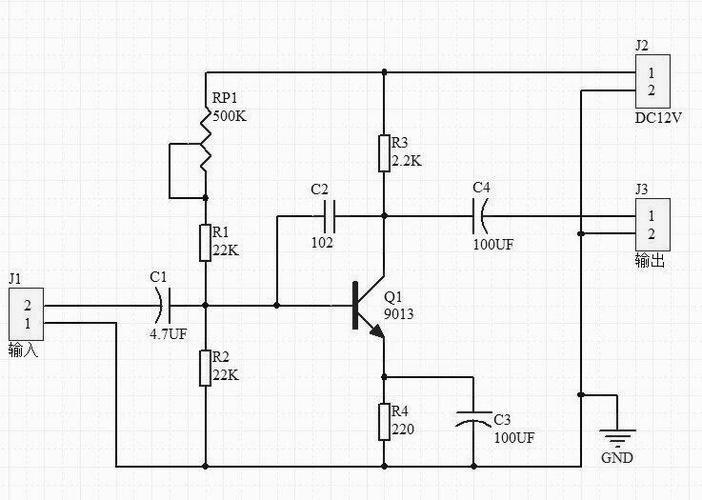 J2
1
2
DC12V
RP1
500K
R3
2.2K
C2
102
C4
100UF
J3
1
2
输出
R1
22K
J1
2
1
输入
C1
4.7UF
Q1
9013
R2
22K
R4
220
C3
100UF
GND